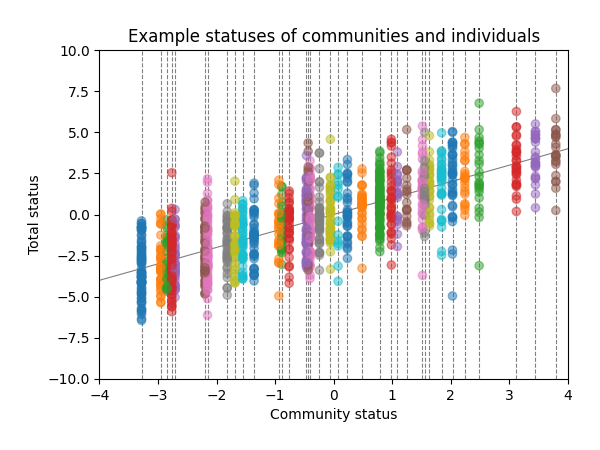 Example statuses of communities and individuals
10.0
7.5
5.0
2.5
0.0
−2.5
−5.0
−7.5
−10.0
Total status
−4 −3 −2 −1 0 1 2 3 4
Community status